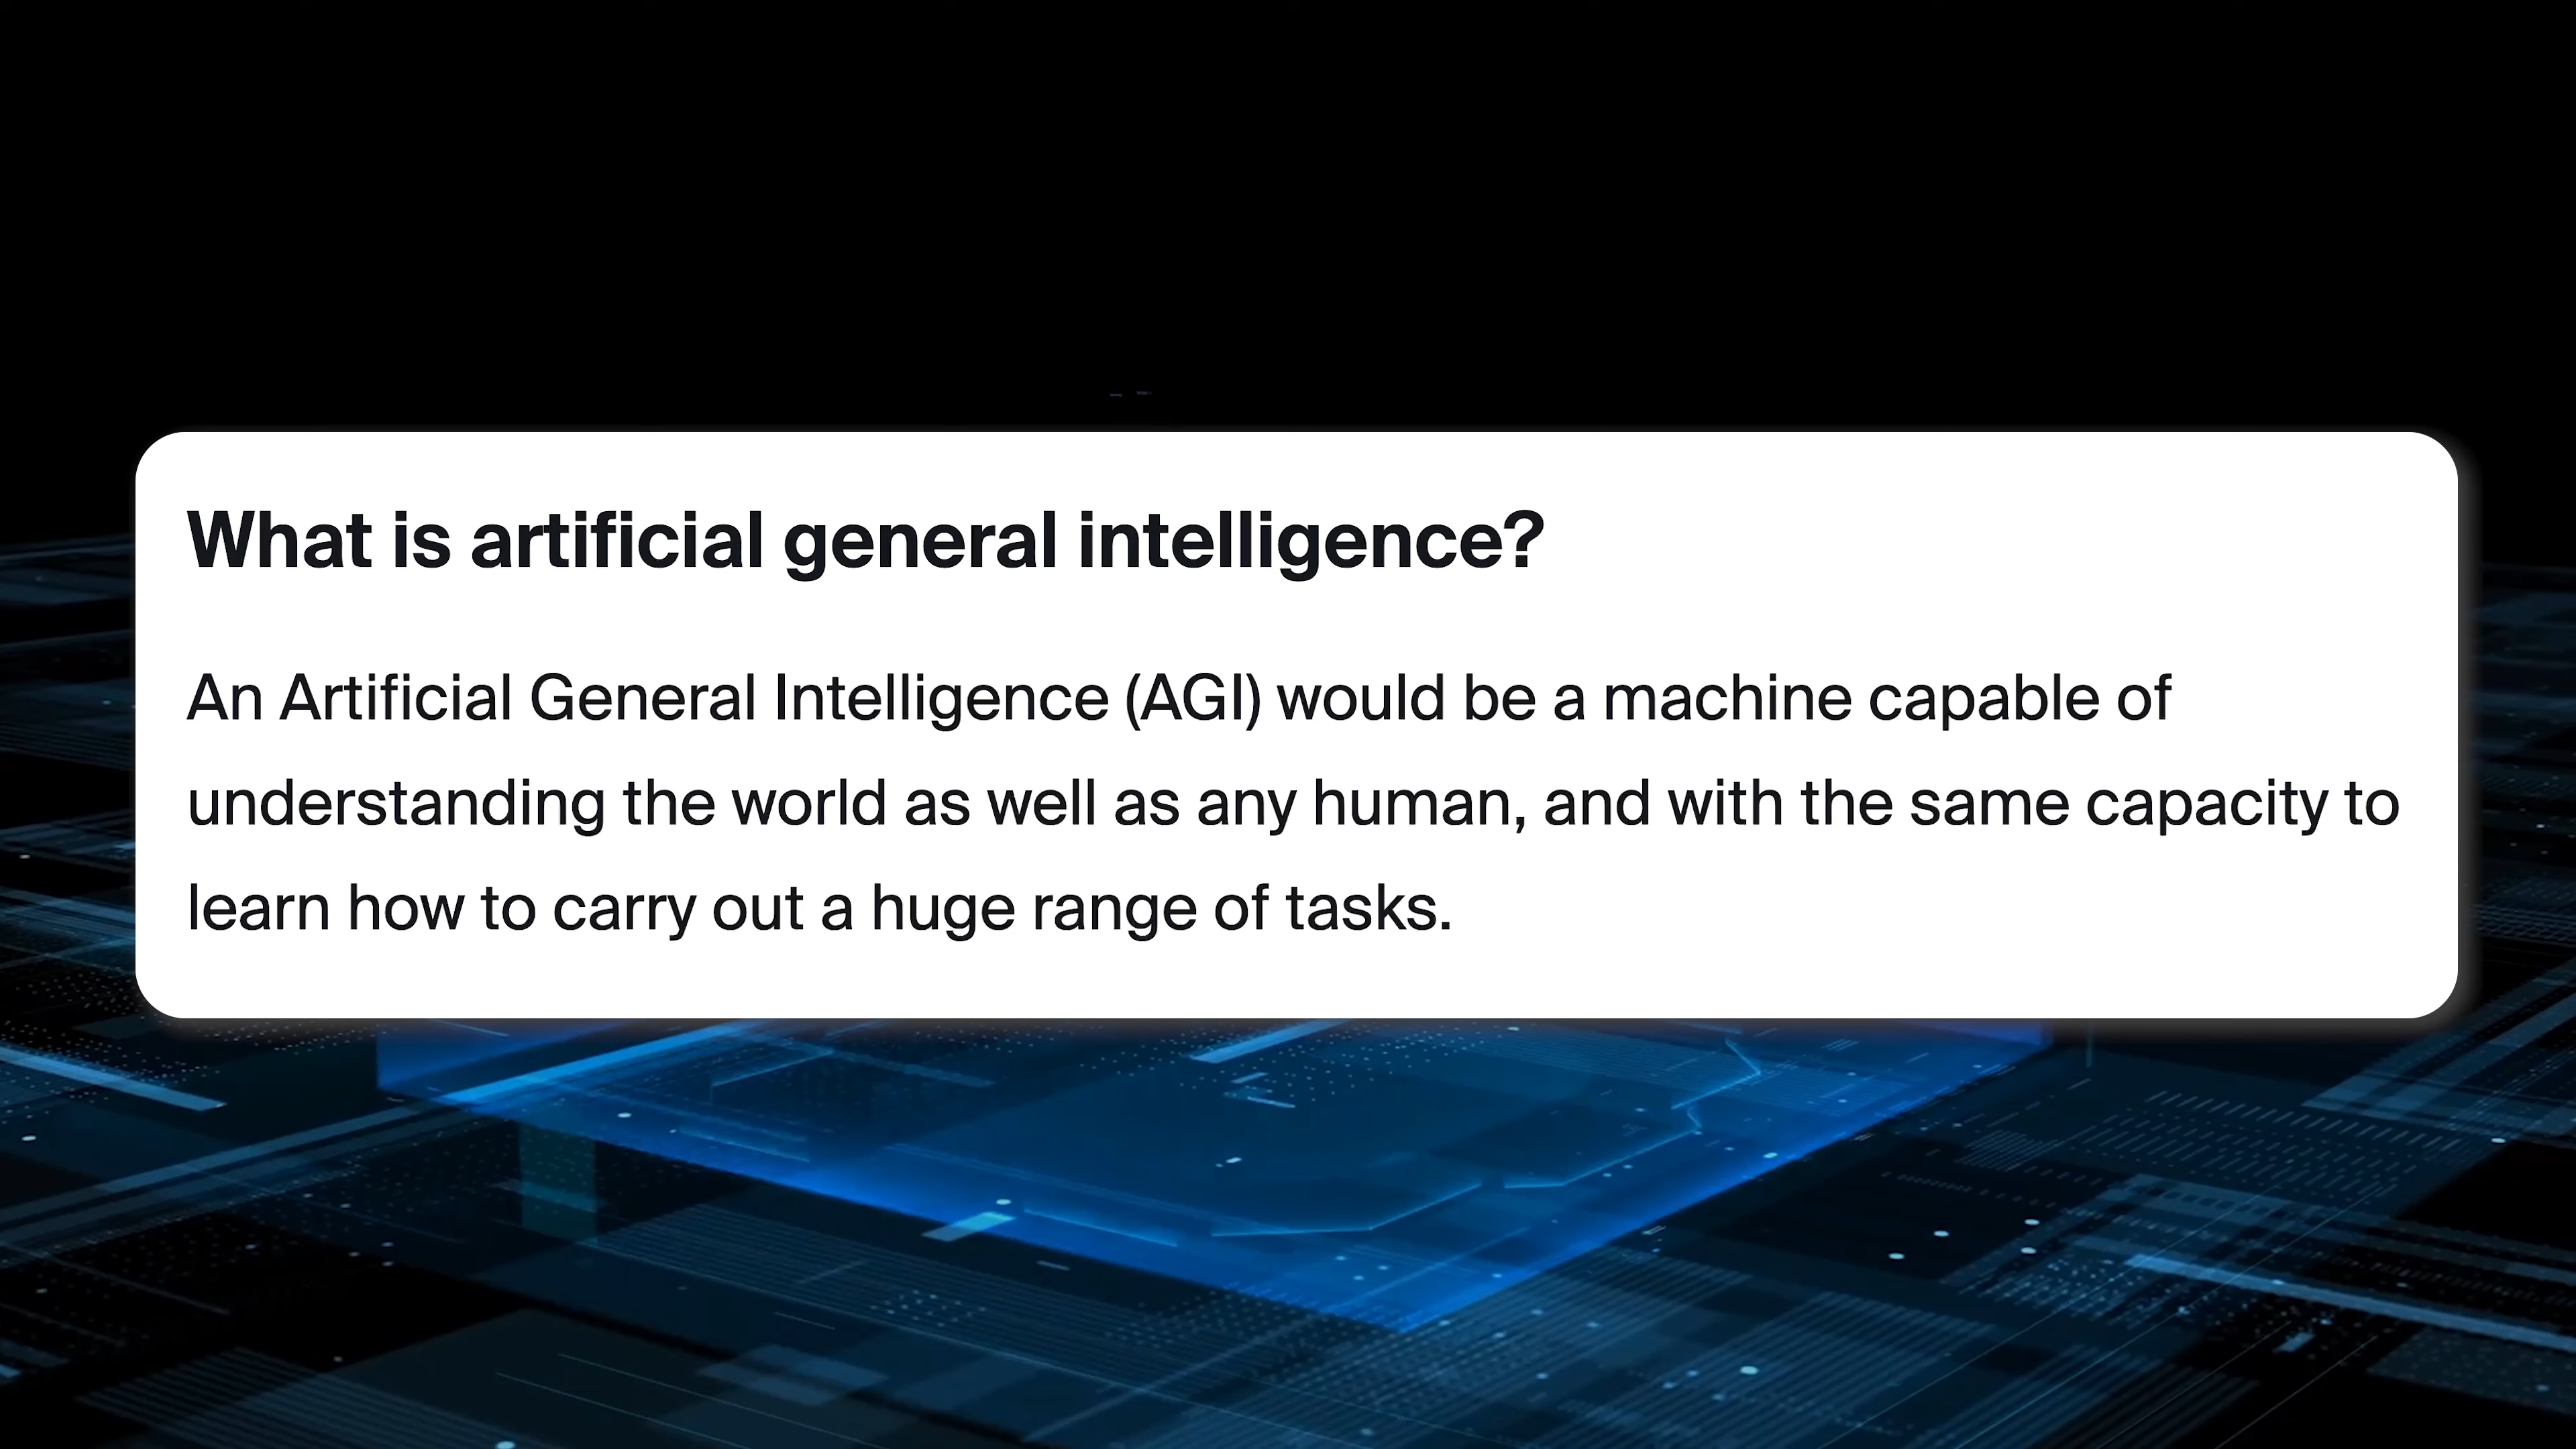 What is artificial general intelligence?
An Artificial General Intelligence (AGI) would be a machine capable of
understanding the world as well as any human, and with the same capacity to
learn how to carry out a huge range of tasks.